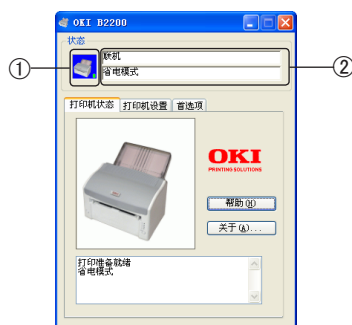 OKI B2200
状态
联机
省电模式
①
②
打印机状态 打印机设置 首选项
OKI
PRINTING SOLUTIONS
帮助(H)
关于(A)...
打印准备就绪
省电模式